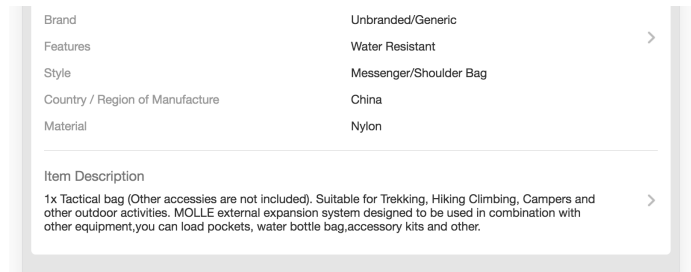 Brand Unbranded/Generic
Features Water Resistant
Style Messenger/Shoulder Bag
Country / Region of Manufacture China
Material Nylon
Item Description
1x Tactical bag (Other accessies are not included). Suitable for Trekking, Hiking Climbing, Campers and
other outdoor activities. MOLLE external expansion system designed to be used in combination with
other equipment,you can load pockets, water bottle bag,accessory kits and other.